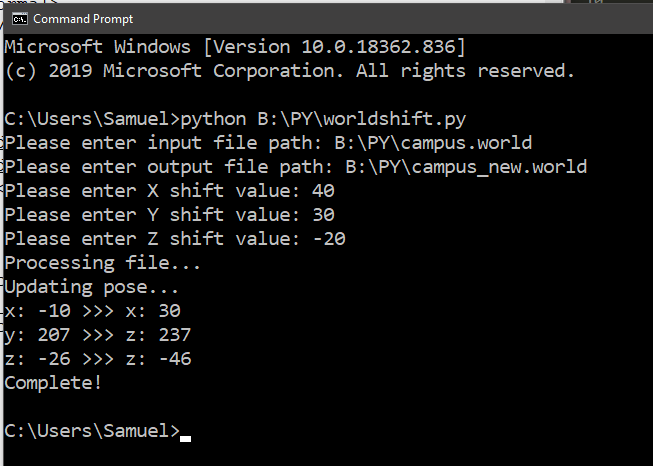 Command Prompt
Microsoft Windows [Version 10.0.18362.836]
(c) 2019 Microsoft Corporation. All rights reserved.
C:\Users\Samuel>python B:\PY\worldshift.py
Please enter input file path: B:\PY\campus.world
Please enter output file path: B:\PY\campus_new.world
Please enter X shift value: 40
Please enter Y shift value: 30
Please enter Z shift value: -20
Processing file...
Updating pose...
x: -10 >>> x: 30
y: 207 >>> z: 237
z: -26 >>> z: -46
Complete!
C:\Users\Samuel>